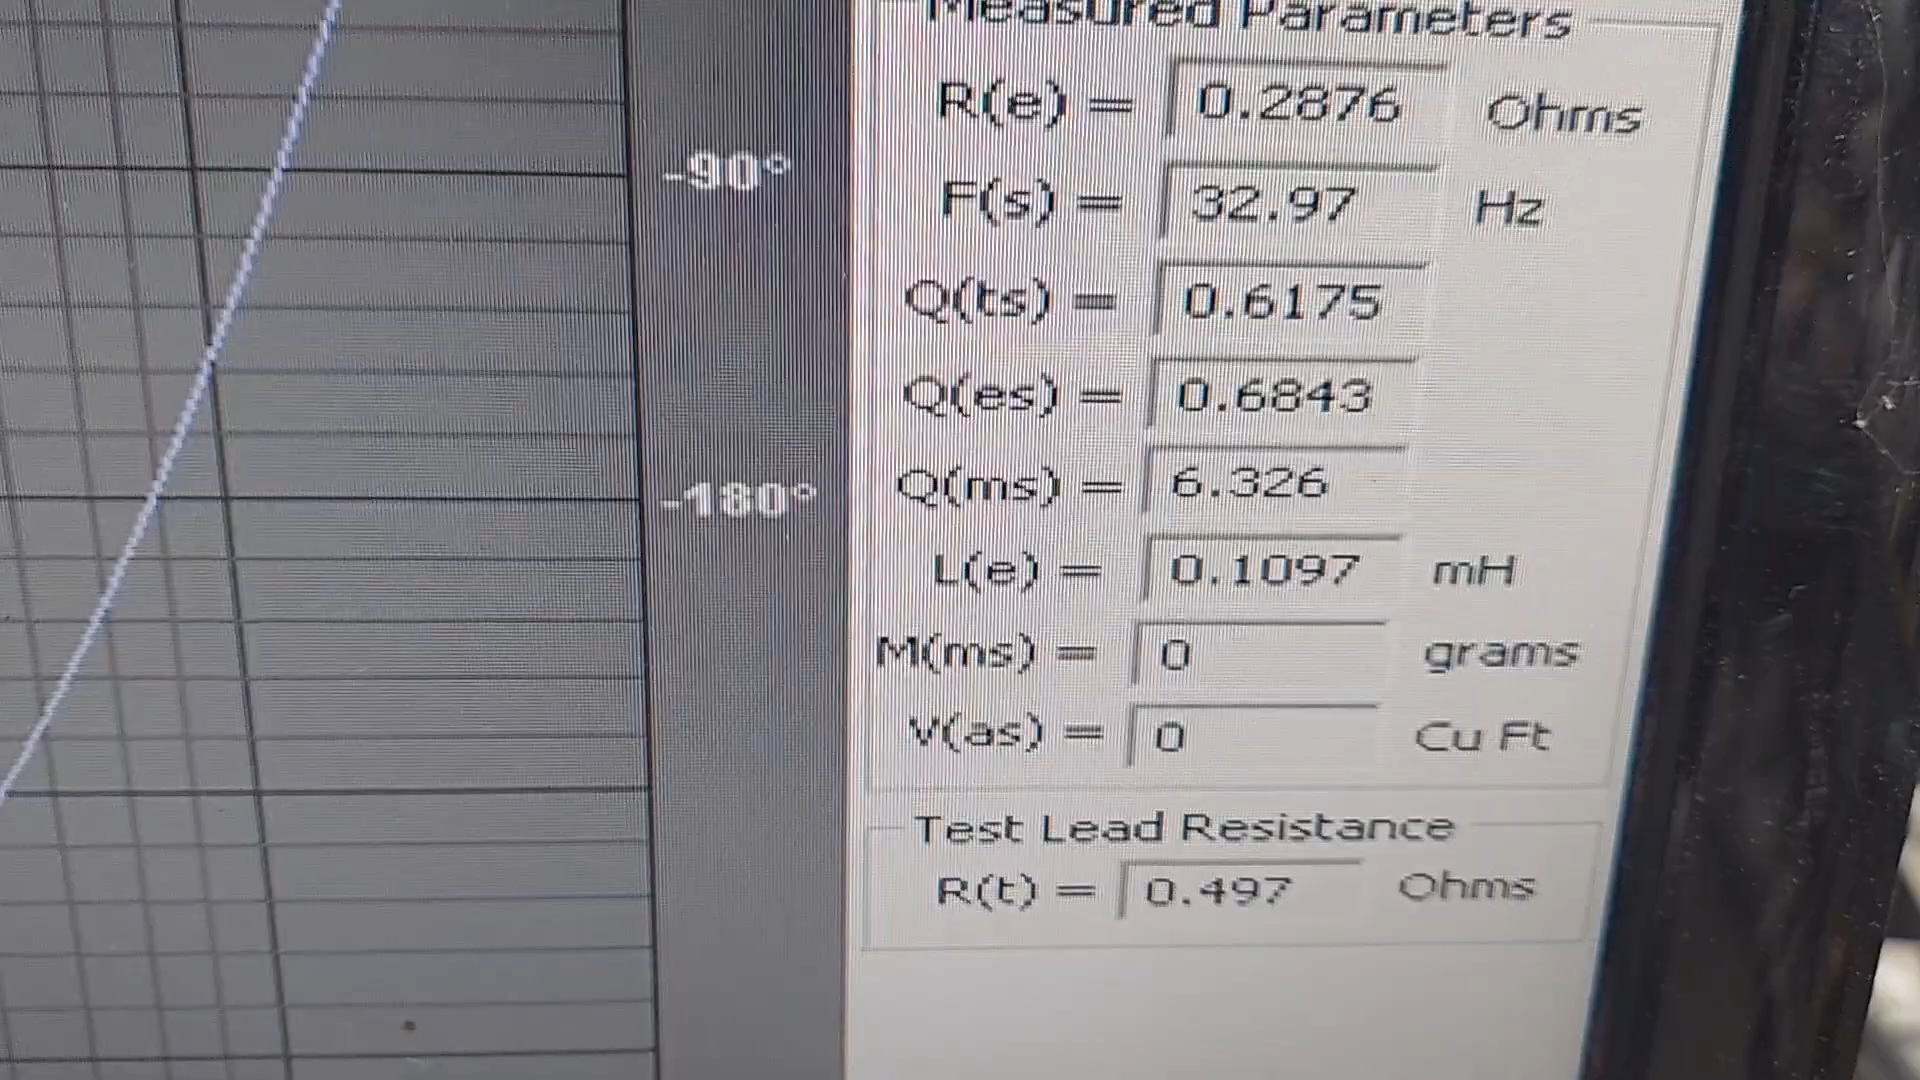 Measured Parameters
R(e) = 0.2876 Ohms
-90°
F(s) = 32.97 Hz
Q(ts) = 0.6175
Q(es) = 0.6843
Q(ms) = 6.326
-180°
L(e) = 0.1097 mH
M(ms) = 0 grams
V(as) = 0 Cu Ft
Test Lead Resistance
R(t) = 0.497 Ohms